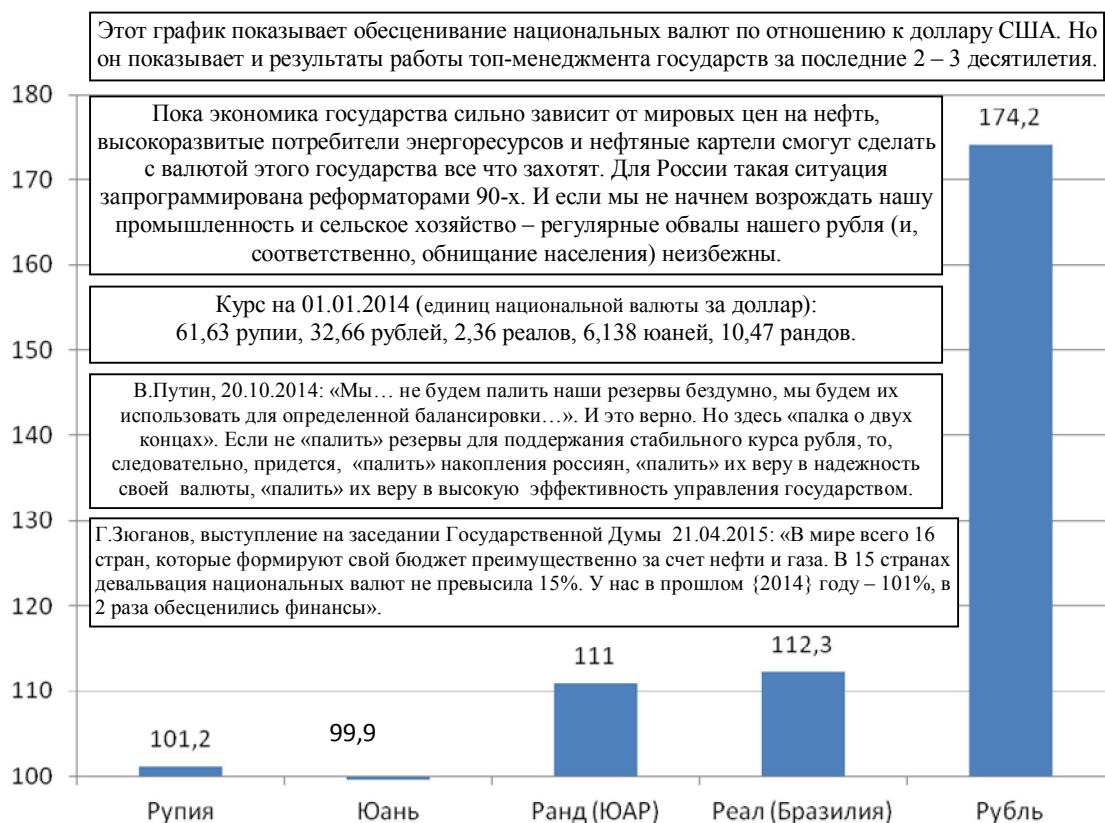 Этот график показывает обесценивание национальных валют по отношению к доллару США. Но
он показывает и результаты работы топ-менеджмента государств за последние 2 – 3 десятилетия.
180
174,2
Пока экономика государства сильно зависит от мировых цен на нефть,
высокоразвитые потребители энергоресурсов и нефтяные картели смогут сделать
с валютой этого государства все что захотят. Для России такая ситуация
запрограммирована реформаторами 90-х. И если мы не начнем возрождать нашу
промышленность и сельское хозяйство – регулярные обвалы нашего рубля (и,
соответственно, обнищание населения) неизбежны.
170
160
Курс на 01.01.2014 (единиц национальной валюты за доллар):
61,63 рупии, 32,66 рублей, 2,36 реалов, 6,138 юаней, 10,47 рандов.
150
В.Путин, 20.10.2014: «Мы… не будем палить наши резервы бездумно, мы будем их
использовать для определенной балансировки…». И это верно. Но здесь «палка о двух
концах». Если не «палить» резервы для поддержания стабильного курса рубля, то,
следовательно, придется, «палить» накопления россиян, «палить» их веру в надежность
своей валюты, «палить» их веру в высокую эффективность управления государством.
140
130
Г.Зюганов, выступление на заседании Государственной Думы 21.04.2015: «В мире всего 16
стран, которые формируют свой бюджет преимущественно за счет нефти и газа. В 15 странах
девальвация национальных валют не превысила 15%. У нас в прошлом {2014} году – 101%, в
2 раза обесценились финансы».
120
111
112,3
110
101,2
99,9
100
Рупия
Юань
Ранд (ЮАР)
Реал (Бразилия)
Рубль